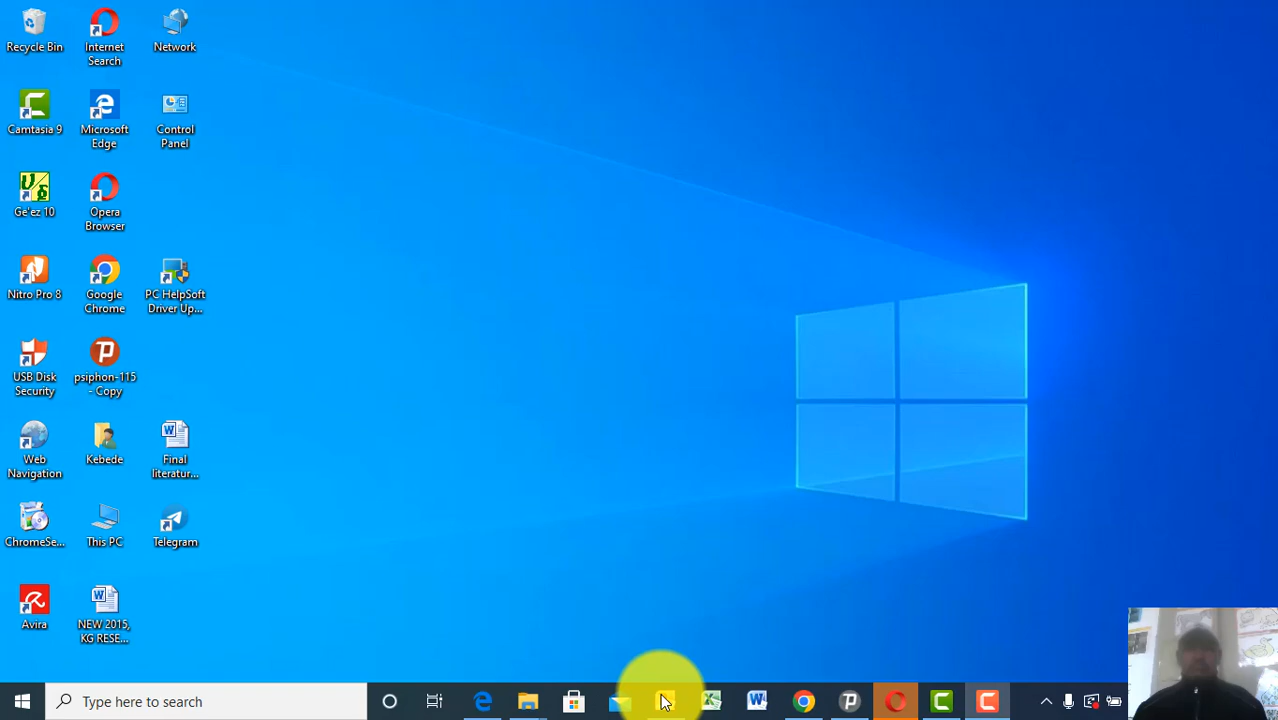 Recycle Bin
Internet
Search
Network
Camtasia 9
Microsoft
Edge
Control
Panel
Ge'ez 10
Opera
Browser
Nitro Pro 8
Google
Chrome
PC HelpSoft
Driver Up...
USB Disk
Security
psiphon-115
- Copy
Web
Navigation
Kebede
Final
literatur...
ChromeSe...
This PC
Telegram
Avira
NEW 2015,
KG RESE...
Type here to search